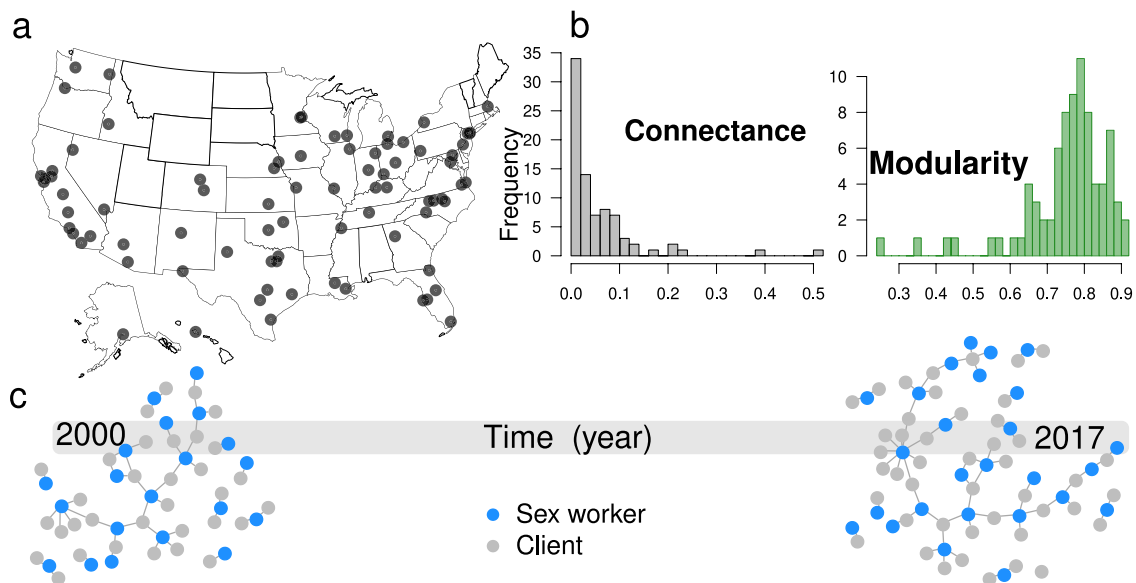 a
b
35
30
25
20
15
10
5
0
Frequency
Connectance
0.0 0.1 0.2 0.3 0.4 0.5
10
8
6
4
2
0
Modularity
0.3 0.4 0.5 0.6 0.7 0.8 0.9
c
2000 Time (year) 2017
Sex worker
Client